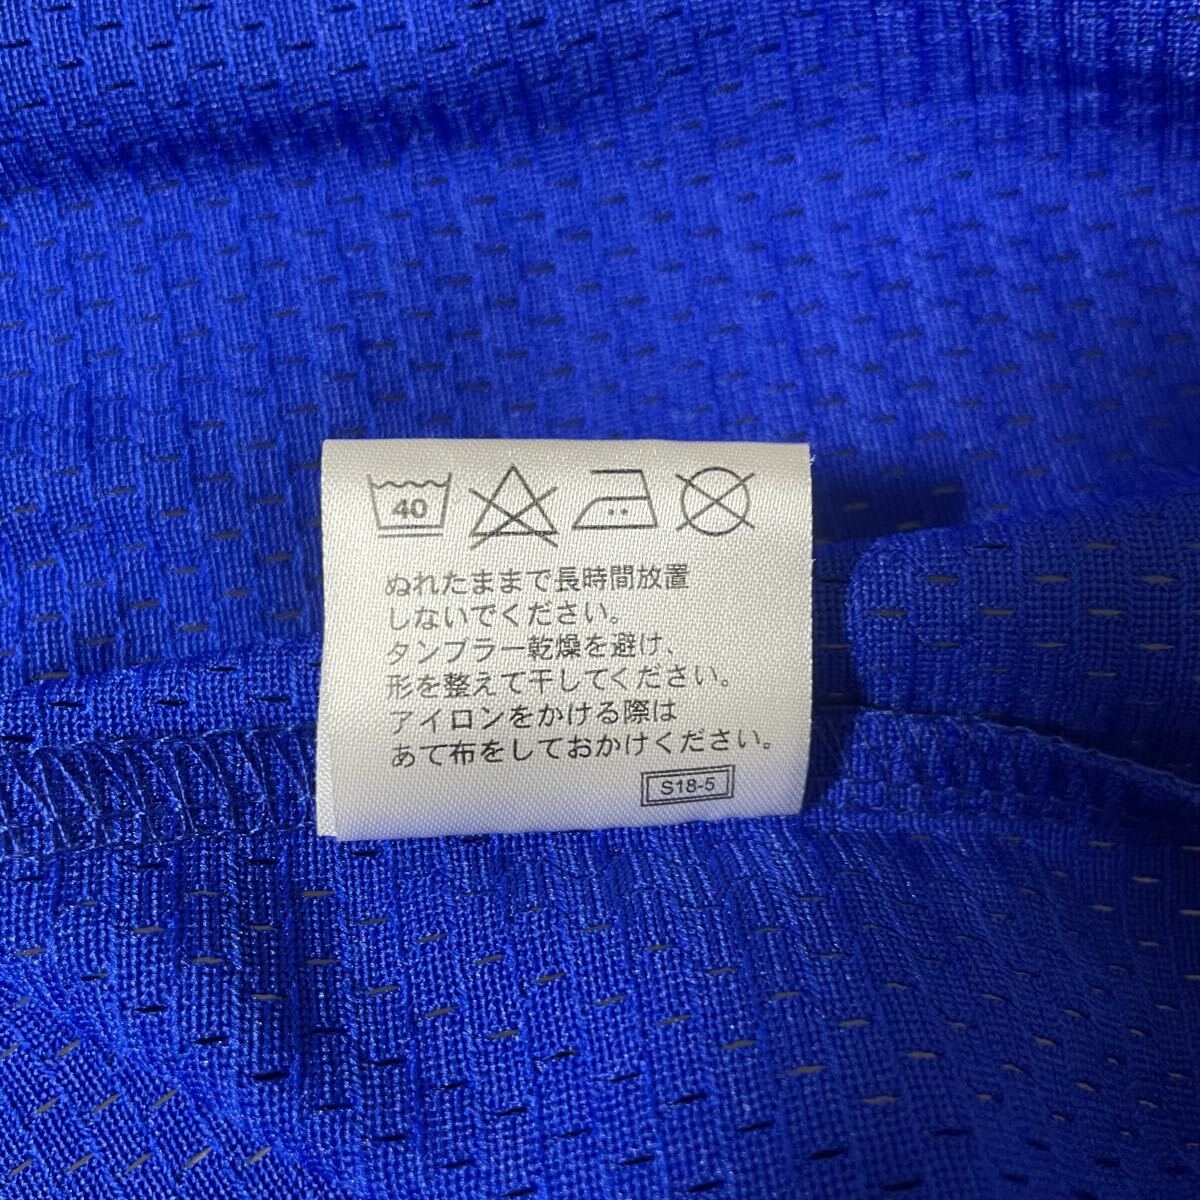 40
ぬれたままで長時間放置
しないでください。
タンブラー乾燥を避け、
形を整えて干してください。
アイロンをかける際は
あて布をしておかけください。
S18-5